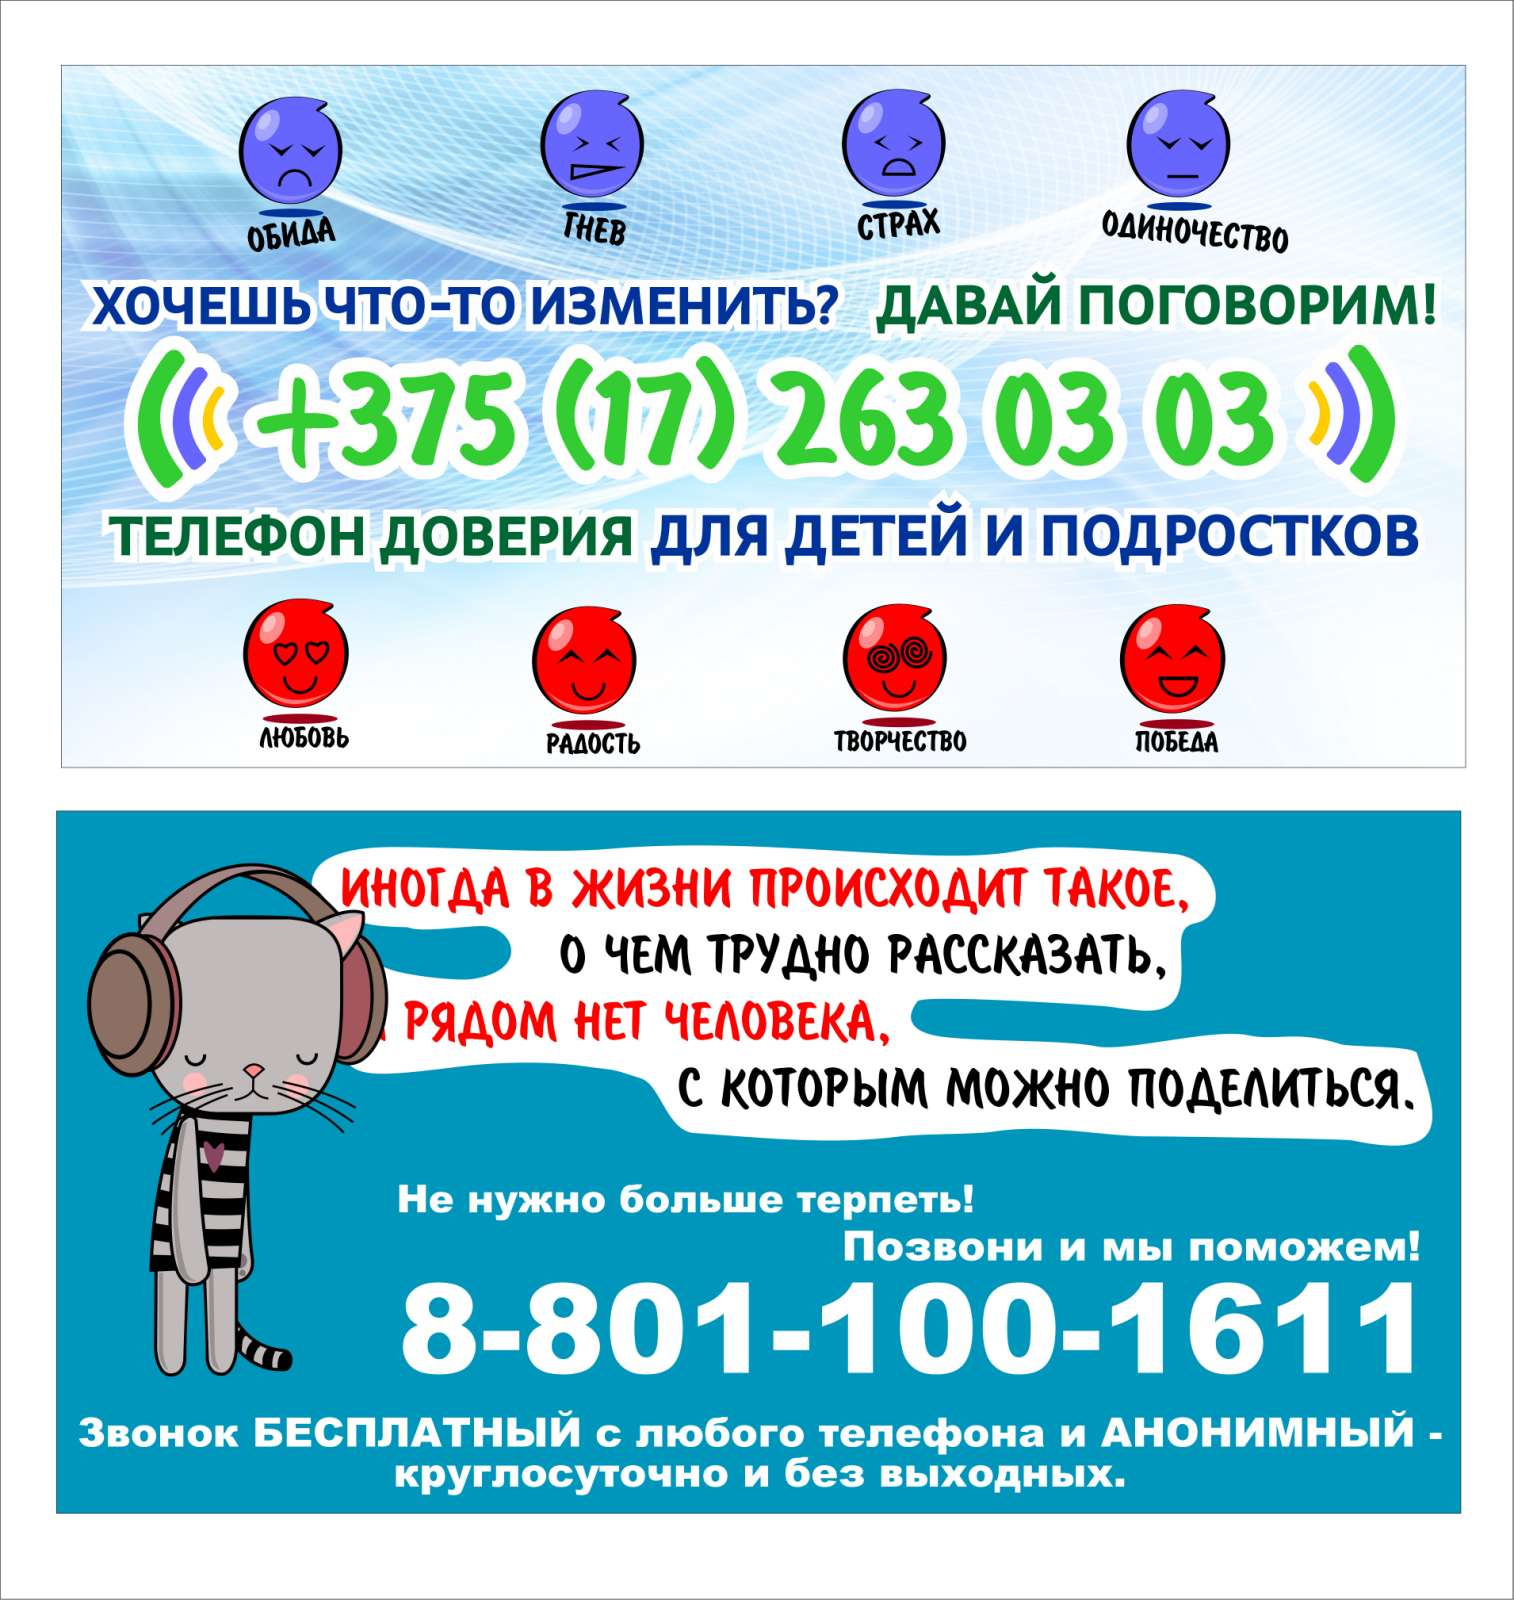 ОБИДА ГНЕВ СТРАХ ОДИНОЧЕСТВО
ХОЧЕШЬ ЧТО-ТО ИЗМЕНИТЬ? ДАВАЙ ПОГОВОРИМ!
+375 (17) 263 03 03
ТЕЛЕФОН ДОВЕРИЯ ДЛЯ ДЕТЕЙ И ПОДРОСТКОВ
ЛЮБОВЬ РАДОСТЬ ТВОРЧЕСТВО ПОБЕДА
ИНОГДА В ЖИЗНИ ПРОИСХОДИТ ТАКОЕ,
О ЧЕМ ТРУДНО РАССКАЗАТЬ,
РЯДОМ НЕТ ЧЕЛОВЕКА,
С КОТОРЫМ МОЖНО ПОДЕЛИТЬСЯ.
Не нужно больше терпеть!
Позвони и мы поможем!
8-801-100-1611
Звонок БЕСПЛАТНЫЙ с любого телефона и АНОНИМНЫЙ -
круглосуточно и без выходных.